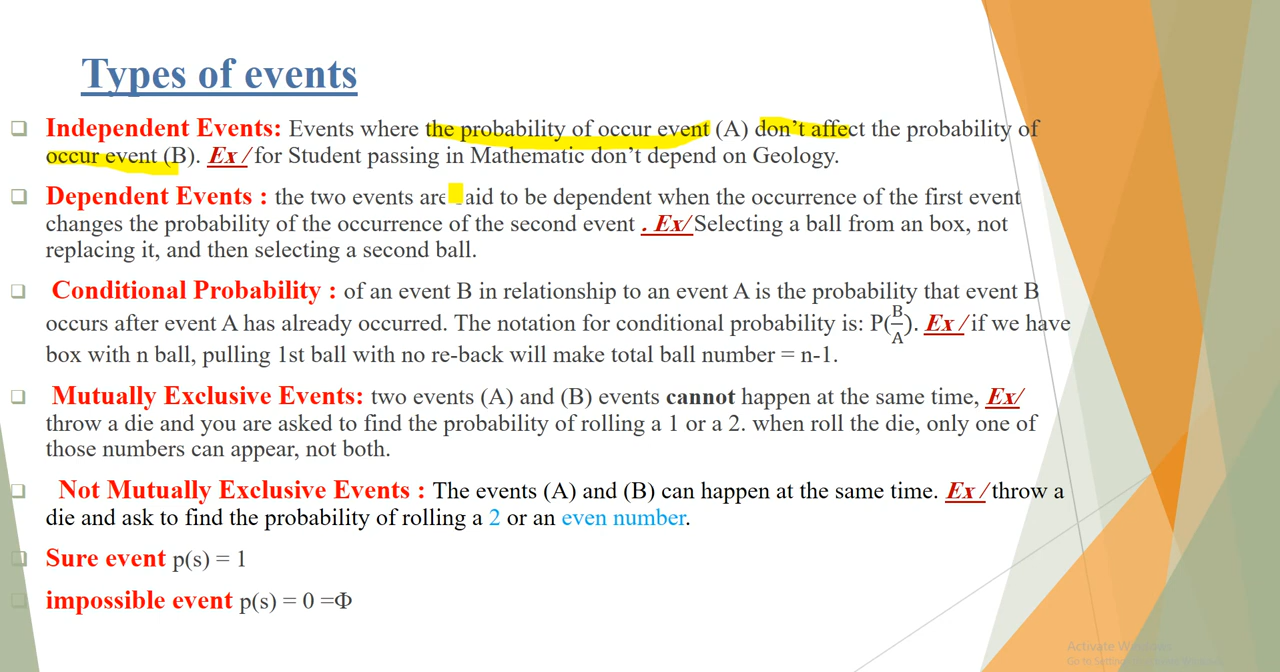 Types of events
Independent Events: Events where the probability of occur event (A) don't affect the probability of
occur event (B). Ex/ for Student passing in Mathematic don't depend on Geology.
Dependent Events : the two events are aid to be dependent when the occurrence of the first event
changes the probability of the occurrence of the second event . Ex/ Selecting a ball from an box, not
replacing it, and then selecting a second ball.
Conditional Probability : of an event B in relationship to an event A is the probability that event B
occurs after event A has already occurred. The notation for conditional probability is: P(B/A). Ex/ if we have
box with n ball, pulling 1st ball with no re-back will make total ball number = n-1.
Mutually Exclusive Events: two events (A) and (B) events cannot happen at the same time, Ex/
throw a die and you are asked to find the probability of rolling a 1 or a 2. when roll the die, only one of
those numbers can appear, not both.
Not Mutually Exclusive Events : The events (A) and (B) can happen at the same time. Ex/ throw a
die and ask to find the probability of rolling a 2 or an even number.
Sure event p(s) = 1
impossible event p(s) = 0 =Φ
Activate Windows
Go to Settings